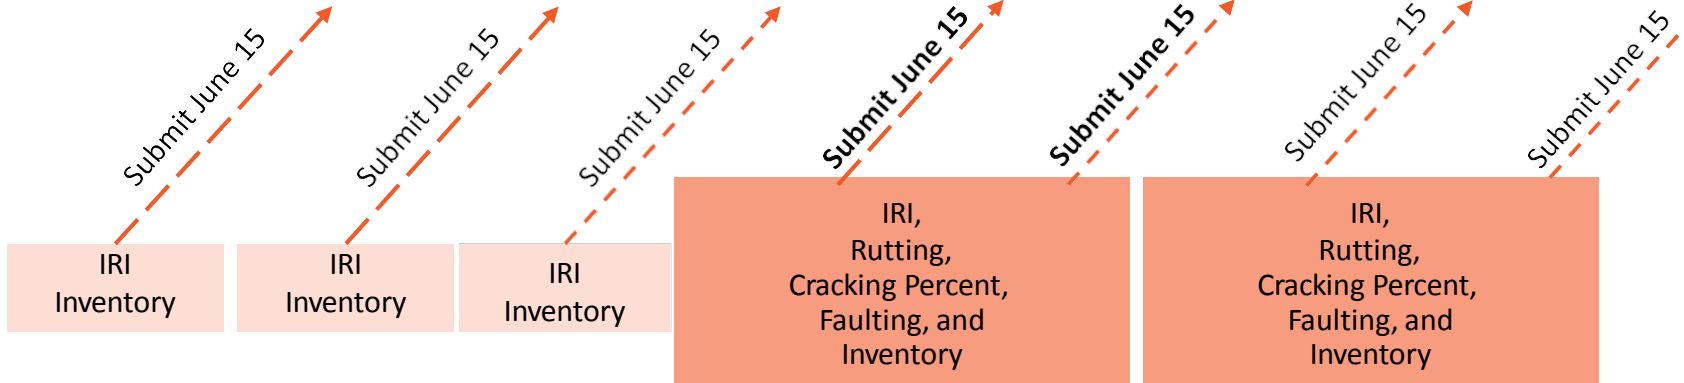 Submit June 15
Submit June 15
Submit June 15
Submit June 15
Submit June 15
Submit June 15
Submit June 15
IRI
Inventory
IRI
Inventory
IRI
Inventory
IRI,
Rutting,
Cracking Percent,
Faulting, and
Inventory
IRI,
Rutting,
Cracking Percent,
Faulting, and
Inventory